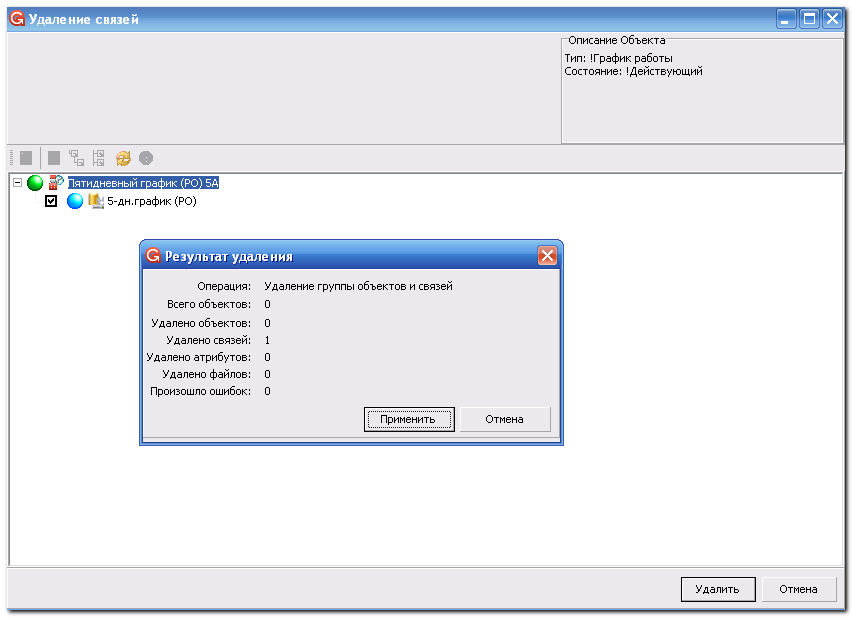 Удаление связей
Описание Объекта
Тип: !График работы
Состояние: !Действующий
Пятидневный график (РО) 5А
5-дн.график (РО)
Результат удаления
Операция: Удаление группы объектов и связей
Всего объектов: 0
Удалено объектов: 0
Удалено связей: 1
Удалено атрибутов: 0
Удалено файлов: 0
Произошло ошибок: 0
Применить Отмена
Удалить Отмена